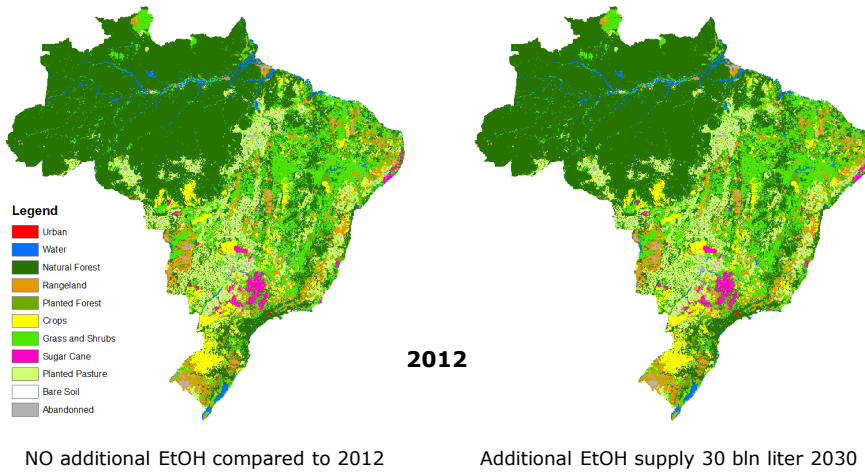 Legend
Urban
Water
Natural Forest
Rangeland
Planted Forest
Crops
Grass and Shrubs
Sugar Cane
Planted Pasture
Bare Soil
Abandonned
2012
NO additional EtOH compared to 2012
Additional EtOH supply 30 bln liter 2030